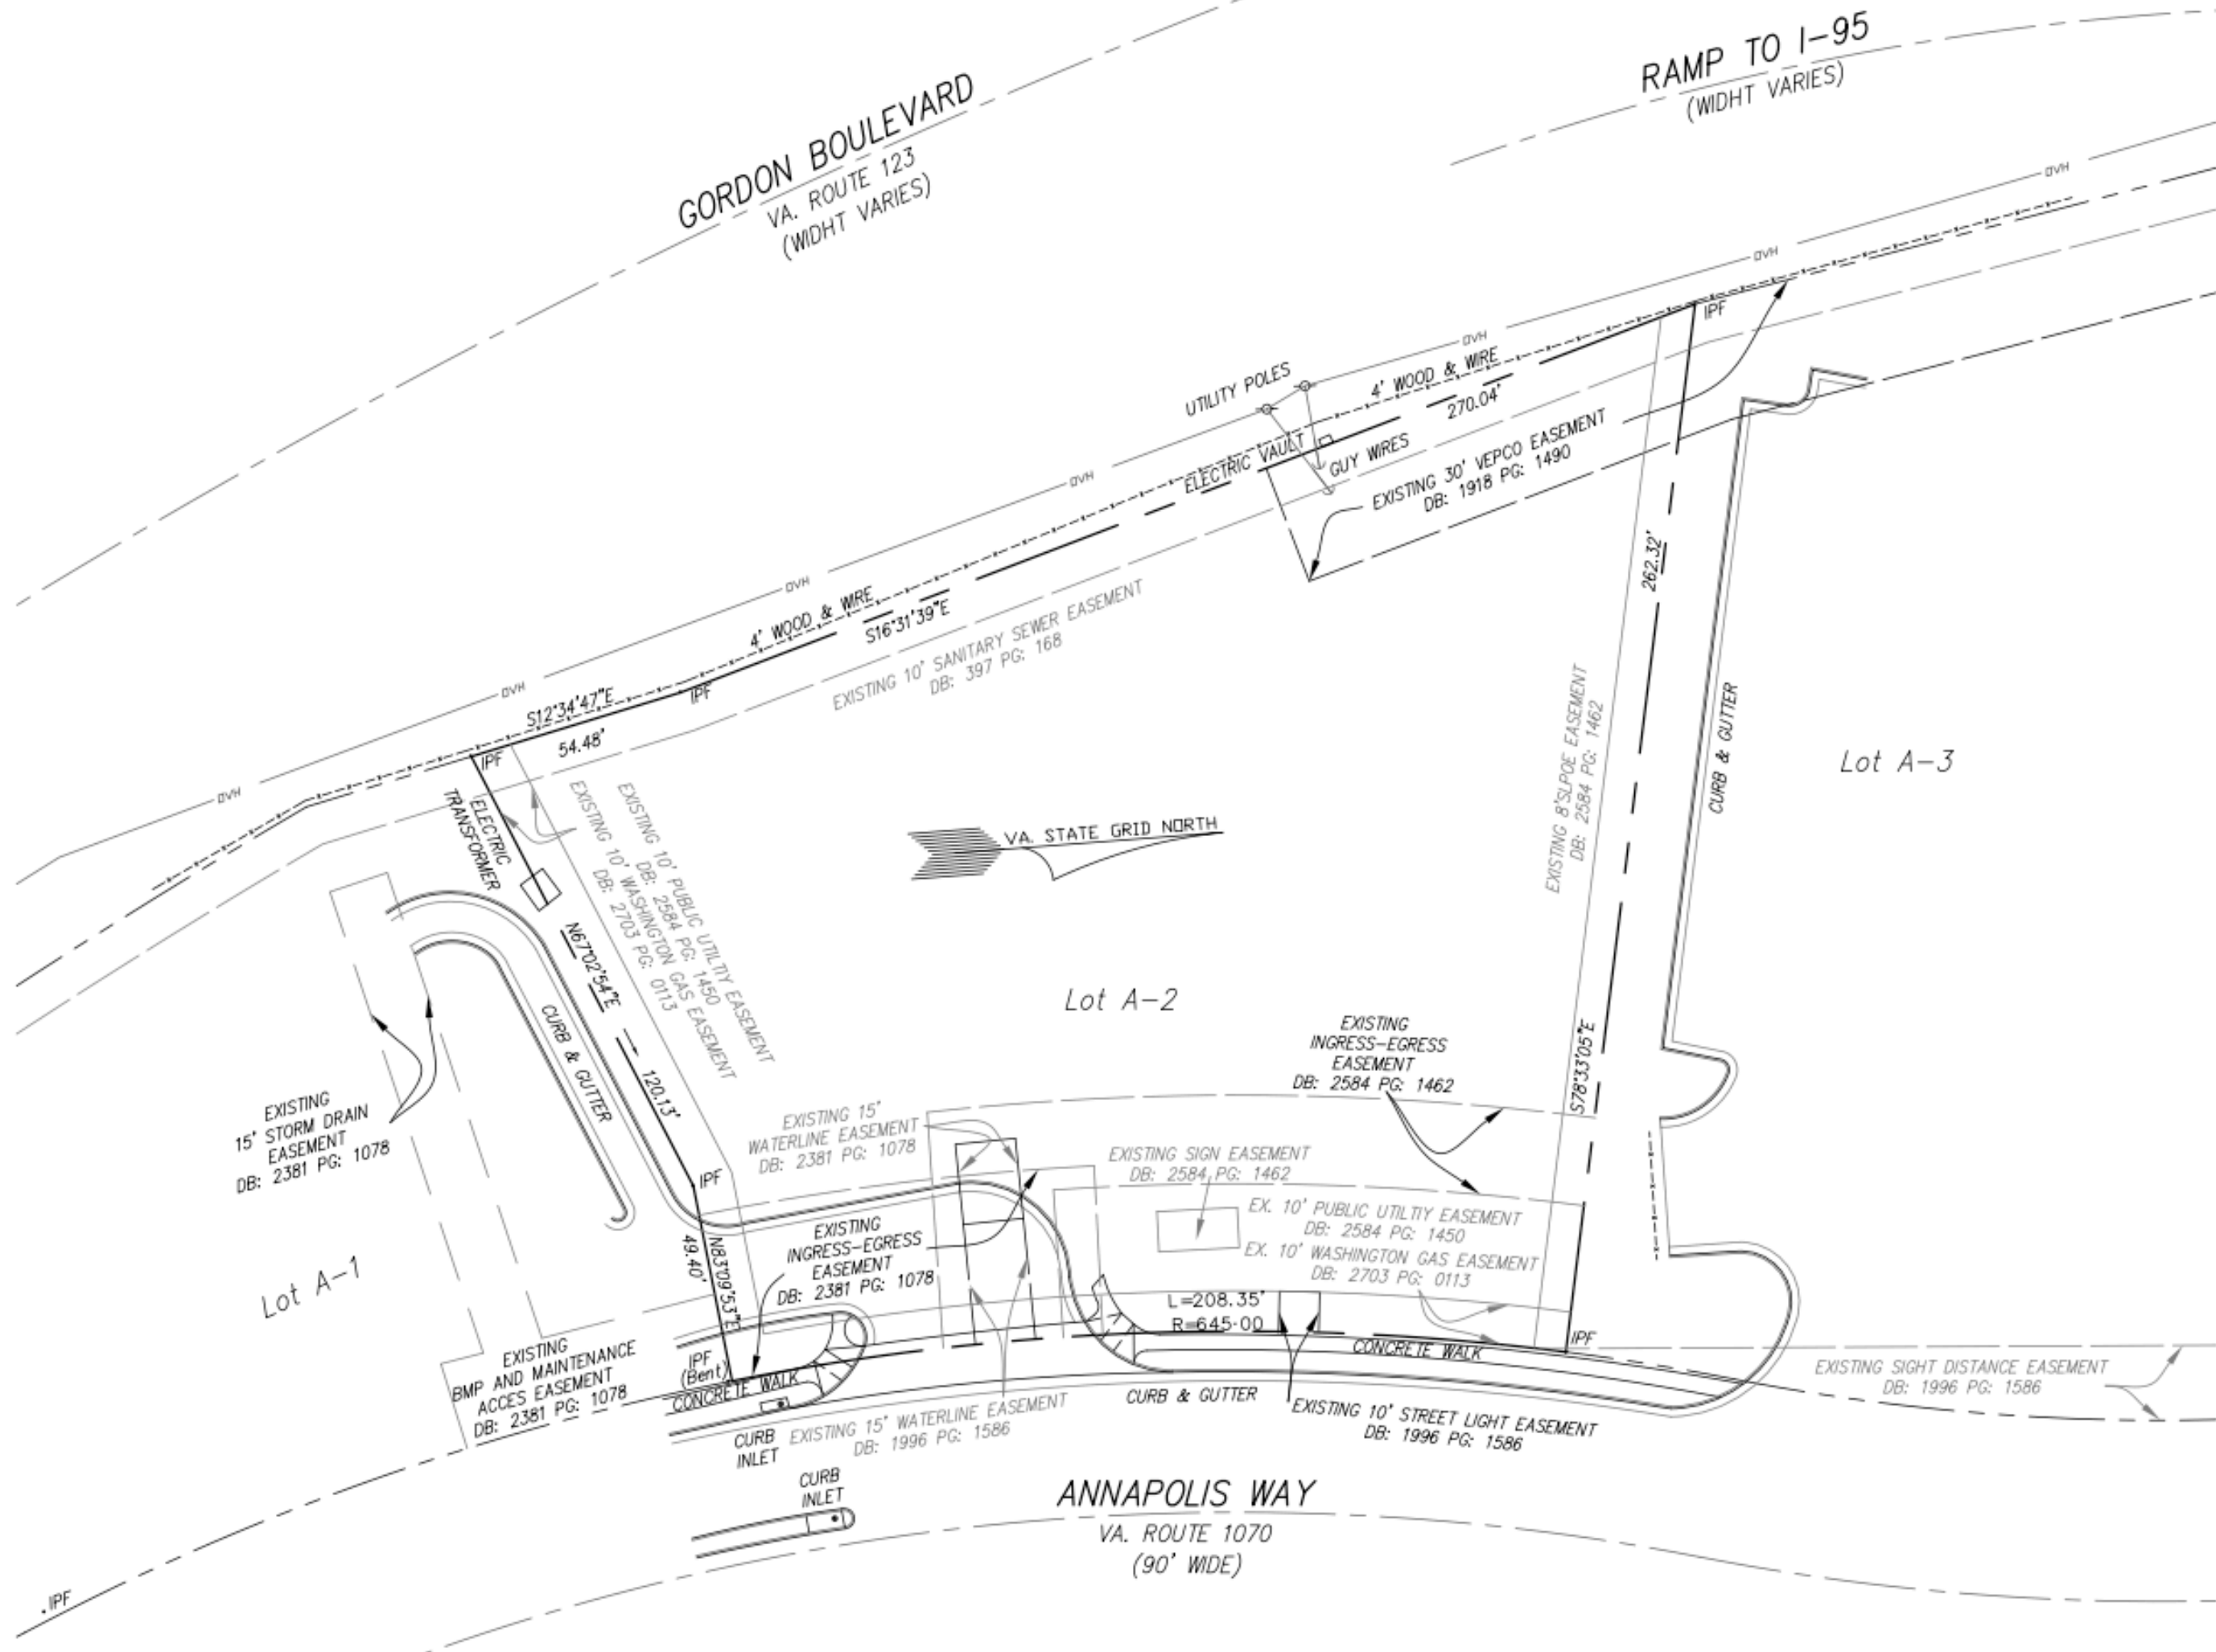 GORDON BOULEVARD
VA. ROUTE 123
(WIDHT VARIES)
RAMP TO I-95
(WIDHT VARIES)
OVH
OVH
OVH
OVH
OVH
OVH
OVH
OVH
UTILITY POLES
4' WOOD & WIRE
270.04'
IPF
ELECTRIC VAULT
GUY WIRES
EXISTING 30' VEPCO EASEMENT
DB: 1918 PG: 1490
4' WOOD & WIRE
S16°31'39"E
EXISTING 10' SANITARY SEWER EASEMENT
DB: 397 PG: 168
S12°34'47"E
IPF
54.48'
IPF
ELECTRIC
TRANSFORMER
EXISTING 10' PUBLIC UTILTIY EASEMENT
DB: 2584 PG: 1450
EXISTING 10' WASHINGTON GAS EASEMENT
DB: 2703 PG: 0113
N67°02'54"E
120.13'
CURB & GUTTER
262.32'
EXISTING 8'SLPOE EASEMENT
DB: 2584 PG: 1462
S78°33'05"E
CURB & GUTTER
Lot A-3
VA. STATE GRID NORTH
Lot A-2
EXISTING
INGRESS-EGRESS
EASEMENT
DB: 2584 PG: 1462
EXISTING
15' STORM DRAIN
EASEMENT
DB: 2381 PG: 1078
EXISTING 15'
WATERLINE EASEMENT
DB: 2381 PG: 1078
EXISTING SIGN EASEMENT
DB: 2584 PG: 1462
IPF
EX. 10' PUBLIC UTILTIY EASEMENT
DB: 2584 PG: 1450
EX. 10' WASHINGTON GAS EASEMENT
DB: 2703 PG: 0113
EXISTING
INGRESS-EGRESS
EASEMENT
DB: 2381 PG: 1078
N83°09'53"E
49.40'
Lot A-1
L=208.35'
R=645.00
IPF
CONCRETE WALK
EXISTING
BMP AND MAINTENANCE
ACCES EASEMENT
DB: 2381 PG: 1078
IPF
(Bent)
CONCRETE WALK
EXISTING SIGHT DISTANCE EASEMENT
DB: 1996 PG: 1586
CURB & GUTTER
EXISTING 10' STREET LIGHT EASEMENT
DB: 1996 PG: 1586
CURB
INLET
EXISTING 15' WATERLINE EASEMENT
DB: 1996 PG: 1586
CURB
INLET
ANNAPOLIS WAY
VA. ROUTE 1070
(90' WIDE)
IPF